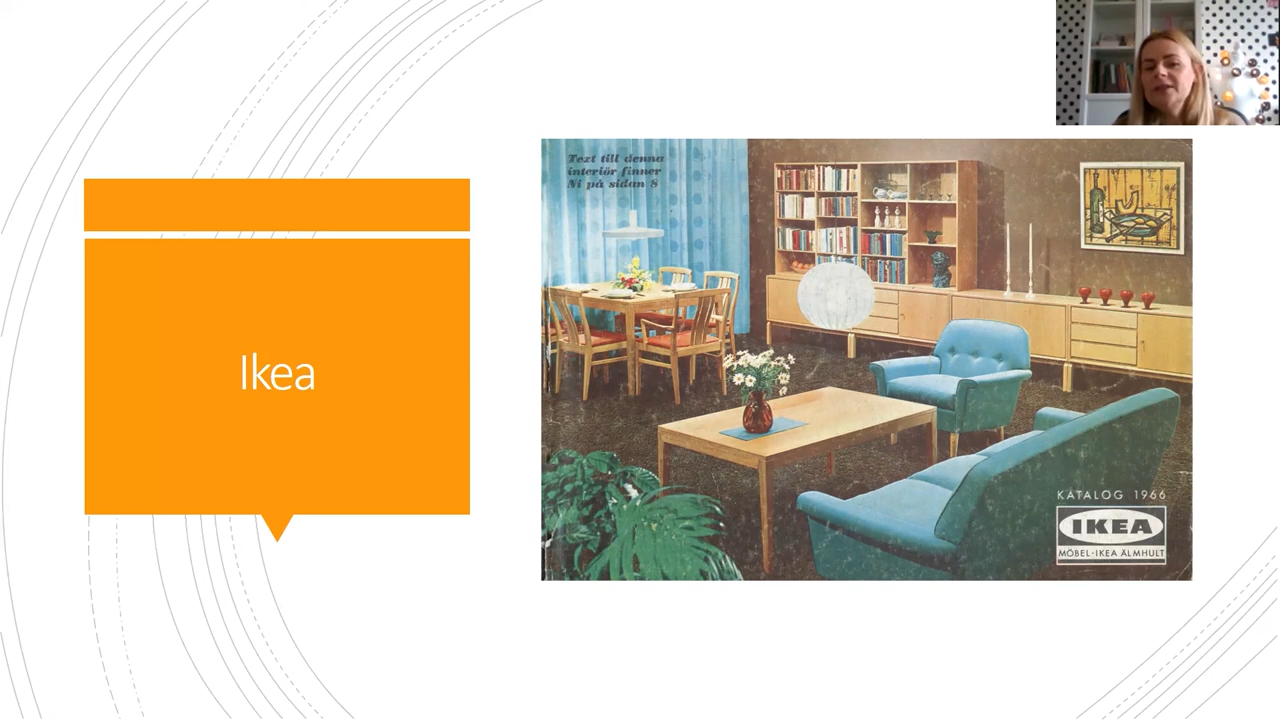 Ikea
Text till denna
interiör finner
Ni på sidan 8
KATALOG 1966
IKEA
MÖBEL-IKEA ÄLMHULT